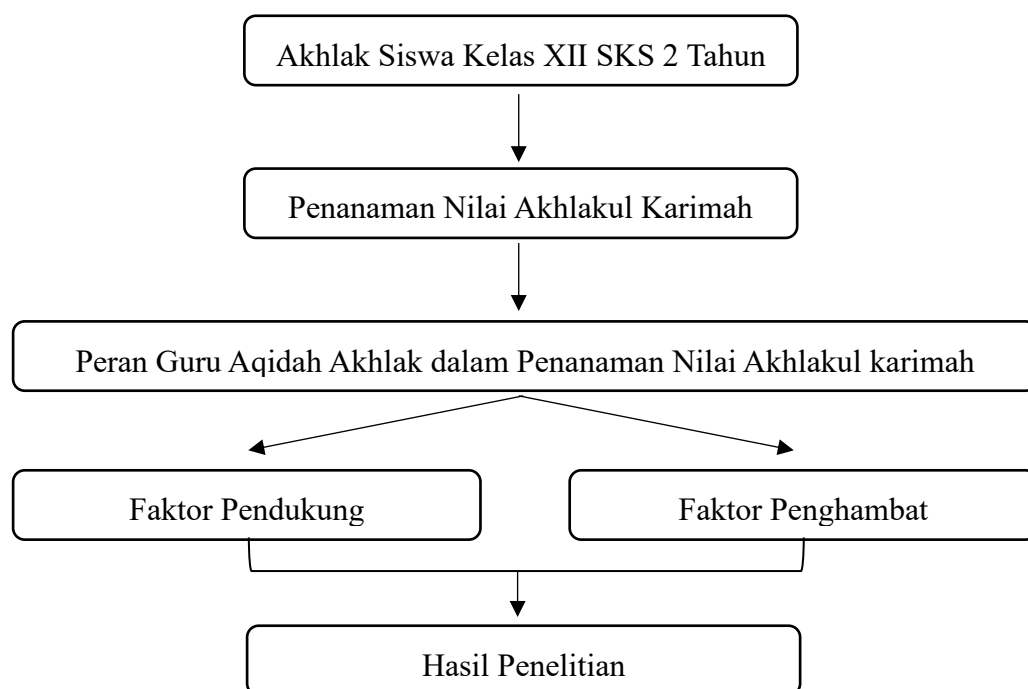 Akhlak Siswa Kelas XII SKS 2 Tahun
Penanaman Nilai Akhlakul Karimah
Peran Guru Aqidah Akhlak dalam Penanaman Nilai Akhlakul karimah
Faktor Pendukung
Faktor Penghambat
Hasil Penelitian